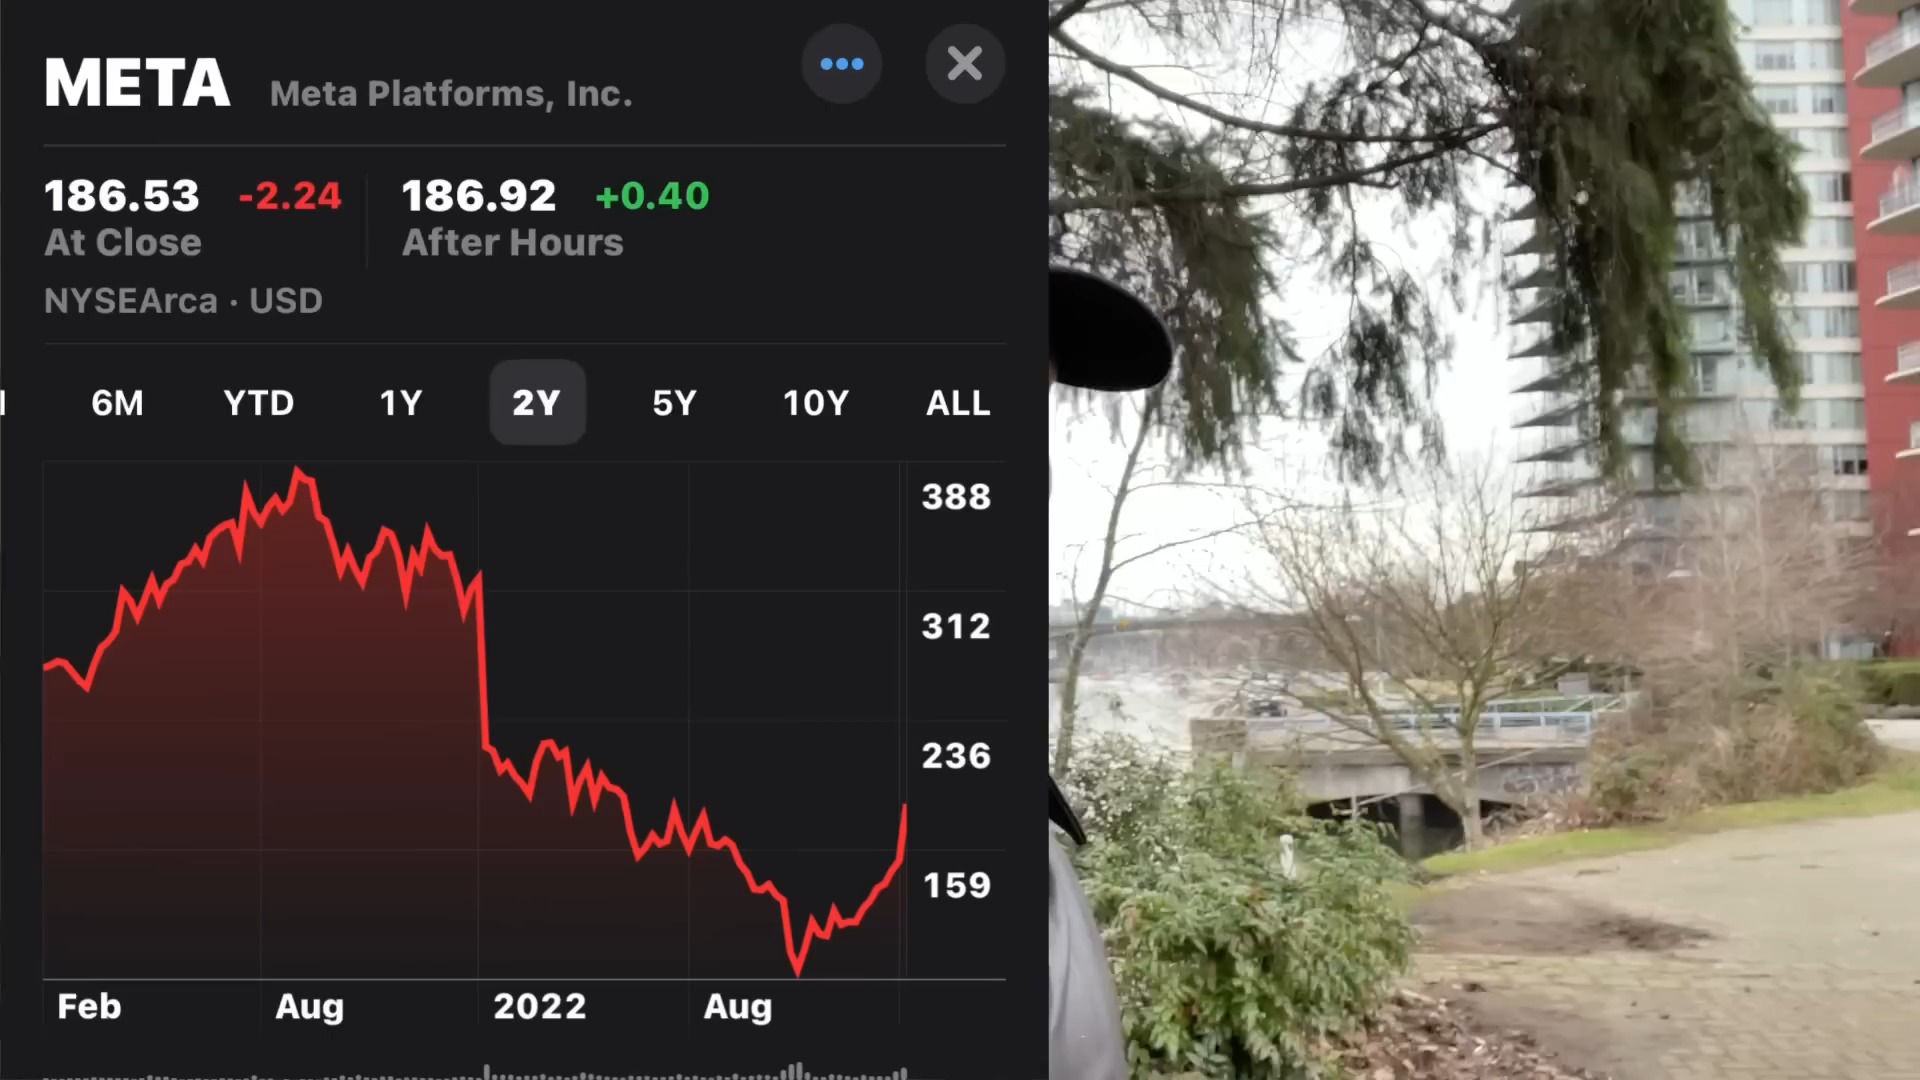 META Meta Platforms, Inc.
186.53 -2.24 186.92 +0.40
At Close After Hours
NYSEArca · USD
6M YTD 1Y 2Y 5Y 10Y ALL
388
312
236
159
Feb Aug 2022 Aug